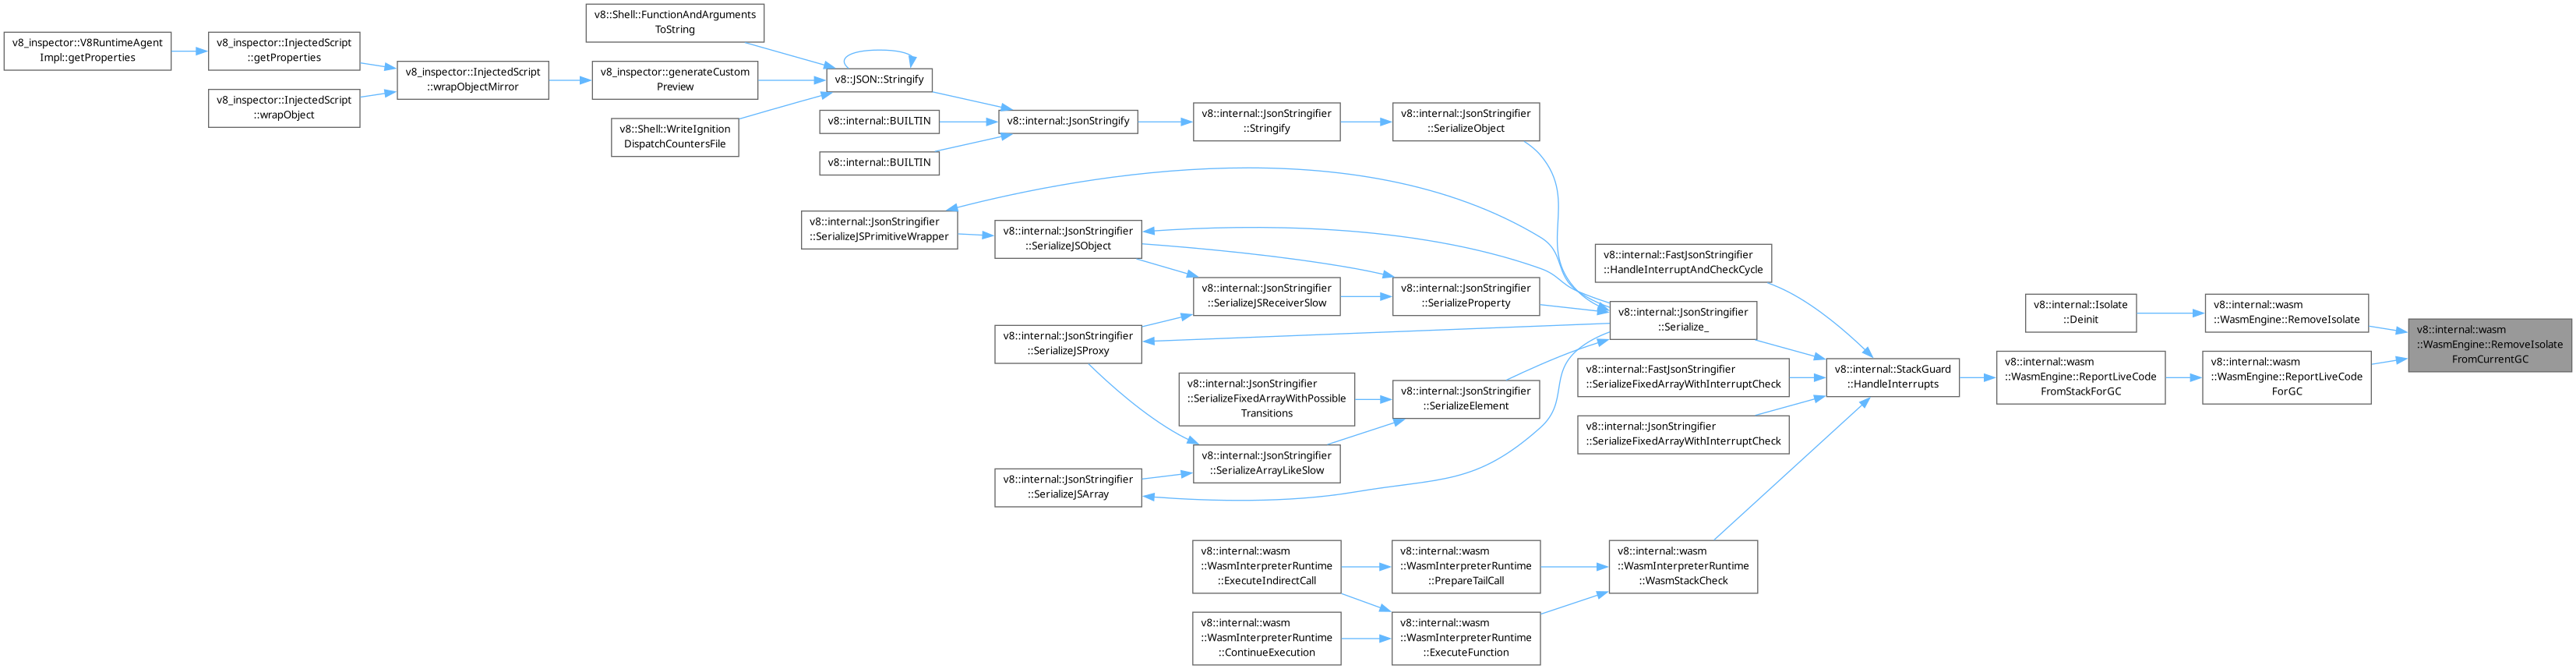 v8::Shell::FunctionAndArguments
ToString
v8_inspector::V8RuntimeAgent
Impl::getProperties
v8_inspector::InjectedScript
::getProperties
v8_inspector::InjectedScript
::wrapObject
v8_inspector::InjectedScript
::wrapObjectMirror
v8_inspector::generateCustom
Preview
v8::Shell::WriteIgnition
DispatchCountersFile
v8::JSON::Stringify
v8::internal::BUILTIN
v8::internal::BUILTIN
v8::internal::JsonStringify
v8::internal::JsonStringifier
::Stringify
v8::internal::JsonStringifier
::SerializeObject
v8::internal::JsonStringifier
::SerializeJSPrimitiveWrapper
v8::internal::JsonStringifier
::SerializeJSObject
v8::internal::JsonStringifier
::SerializeJSReceiverSlow
v8::internal::JsonStringifier
::SerializeProperty
v8::internal::JsonStringifier
::SerializeJSProxy
v8::internal::JsonStringifier
::SerializeFixedArrayWithPossible
Transitions
v8::internal::JsonStringifier
::SerializeElement
v8::internal::JsonStringifier
::SerializeArrayLikeSlow
v8::internal::JsonStringifier
::SerializeJSArray
v8::internal::FastJsonStringifier
::HandleInterruptAndCheckCycle
v8::internal::JsonStringifier
::Serialize_
v8::internal::FastJsonStringifier
::SerializeFixedArrayWithInterruptCheck
v8::internal::JsonStringifier
::SerializeFixedArrayWithInterruptCheck
v8::internal::StackGuard
::HandleInterrupts
v8::internal::Isolate
::Deinit
v8::internal::wasm
::WasmEngine::RemoveIsolate
v8::internal::wasm
::WasmEngine::ReportLiveCode
FromStackForGC
v8::internal::wasm
::WasmEngine::ReportLiveCode
ForGC
v8::internal::wasm
::WasmEngine::RemoveIsolate
FromCurrentGC
v8::internal::wasm
::WasmInterpreterRuntime
::ExecuteIndirectCall
v8::internal::wasm
::WasmInterpreterRuntime
::PrepareTailCall
v8::internal::wasm
::WasmInterpreterRuntime
::WasmStackCheck
v8::internal::wasm
::WasmInterpreterRuntime
::ContinueExecution
v8::internal::wasm
::WasmInterpreterRuntime
::ExecuteFunction